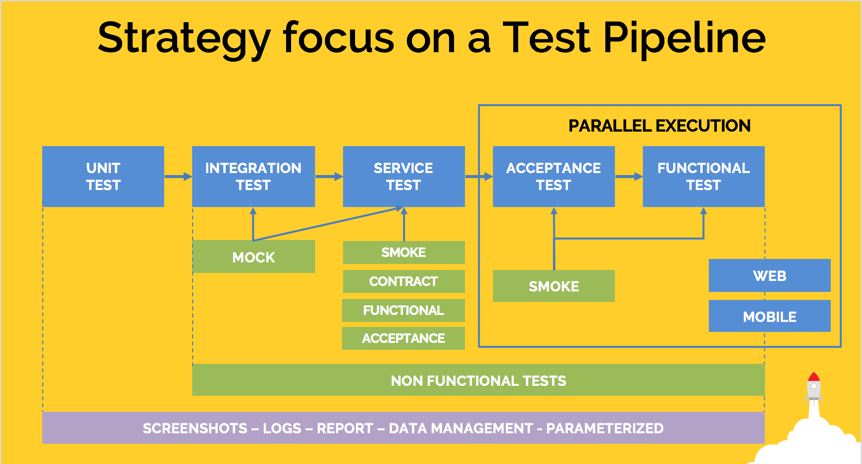 Strategy focus on a Test Pipeline
PARALLEL EXECUTION
UNIT
TEST
INTEGRATION
TEST
SERVICE
TEST
ACCEPTANCE
TEST
FUNCTIONAL
TEST
MOCK
SMOKE
CONTRACT
FUNCTIONAL
ACCEPTANCE
SMOKE
WEB
MOBILE
NON FUNCTIONAL TESTS
SCREENSHOTS – LOGS – REPORT – DATA MANAGEMENT - PARAMETERIZED